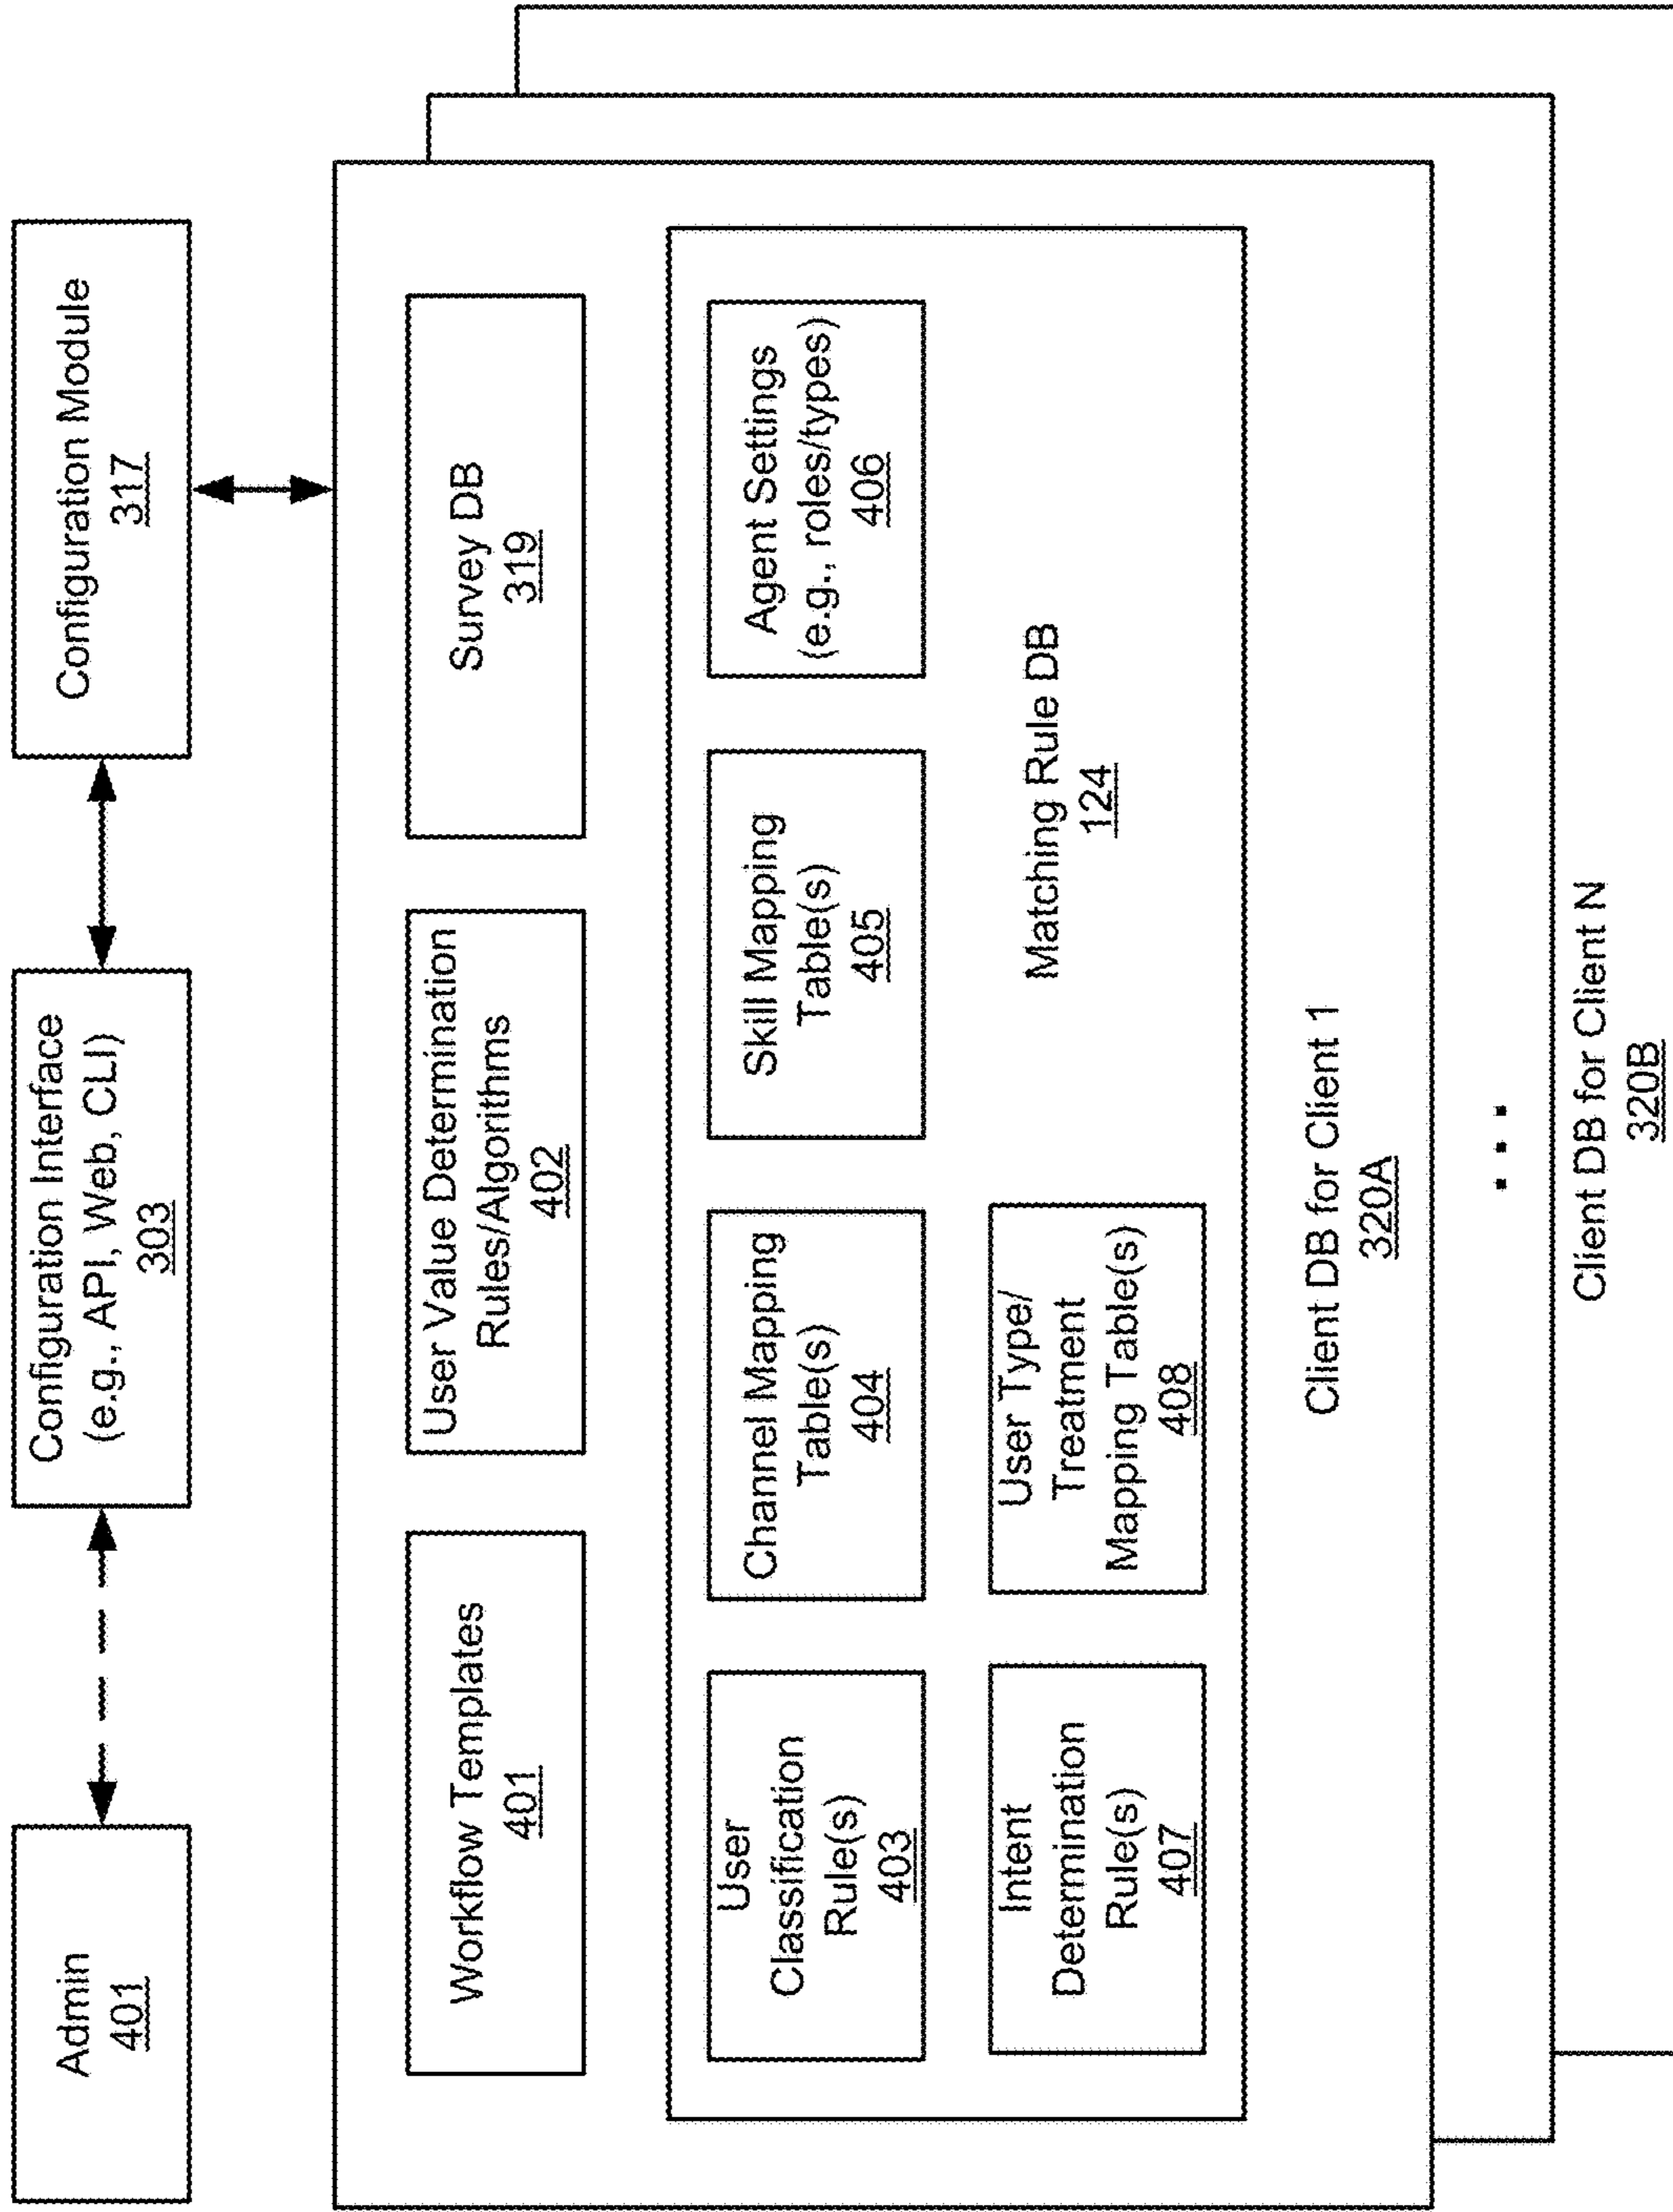 Admin
401
Configuration Interface
(e.g., API, Web, CLI)
303
Configuration Module
317
Workflow Templates
401
User Value Determination
Rules/Algorithms
402
Survey DB
319
User
Classification
Rule(s)
403
Channel Mapping
Table(s)
404
Skill Mapping
Table(s)
405
Agent Settings
(e.g., roles/types)
406
Intent
Determination
Rule(s)
407
User Type/
Treatment
Mapping Table(s)
408
Matching Rule DB
124
Client DB for Client 1
320A
...
Client DB for Client N
320B